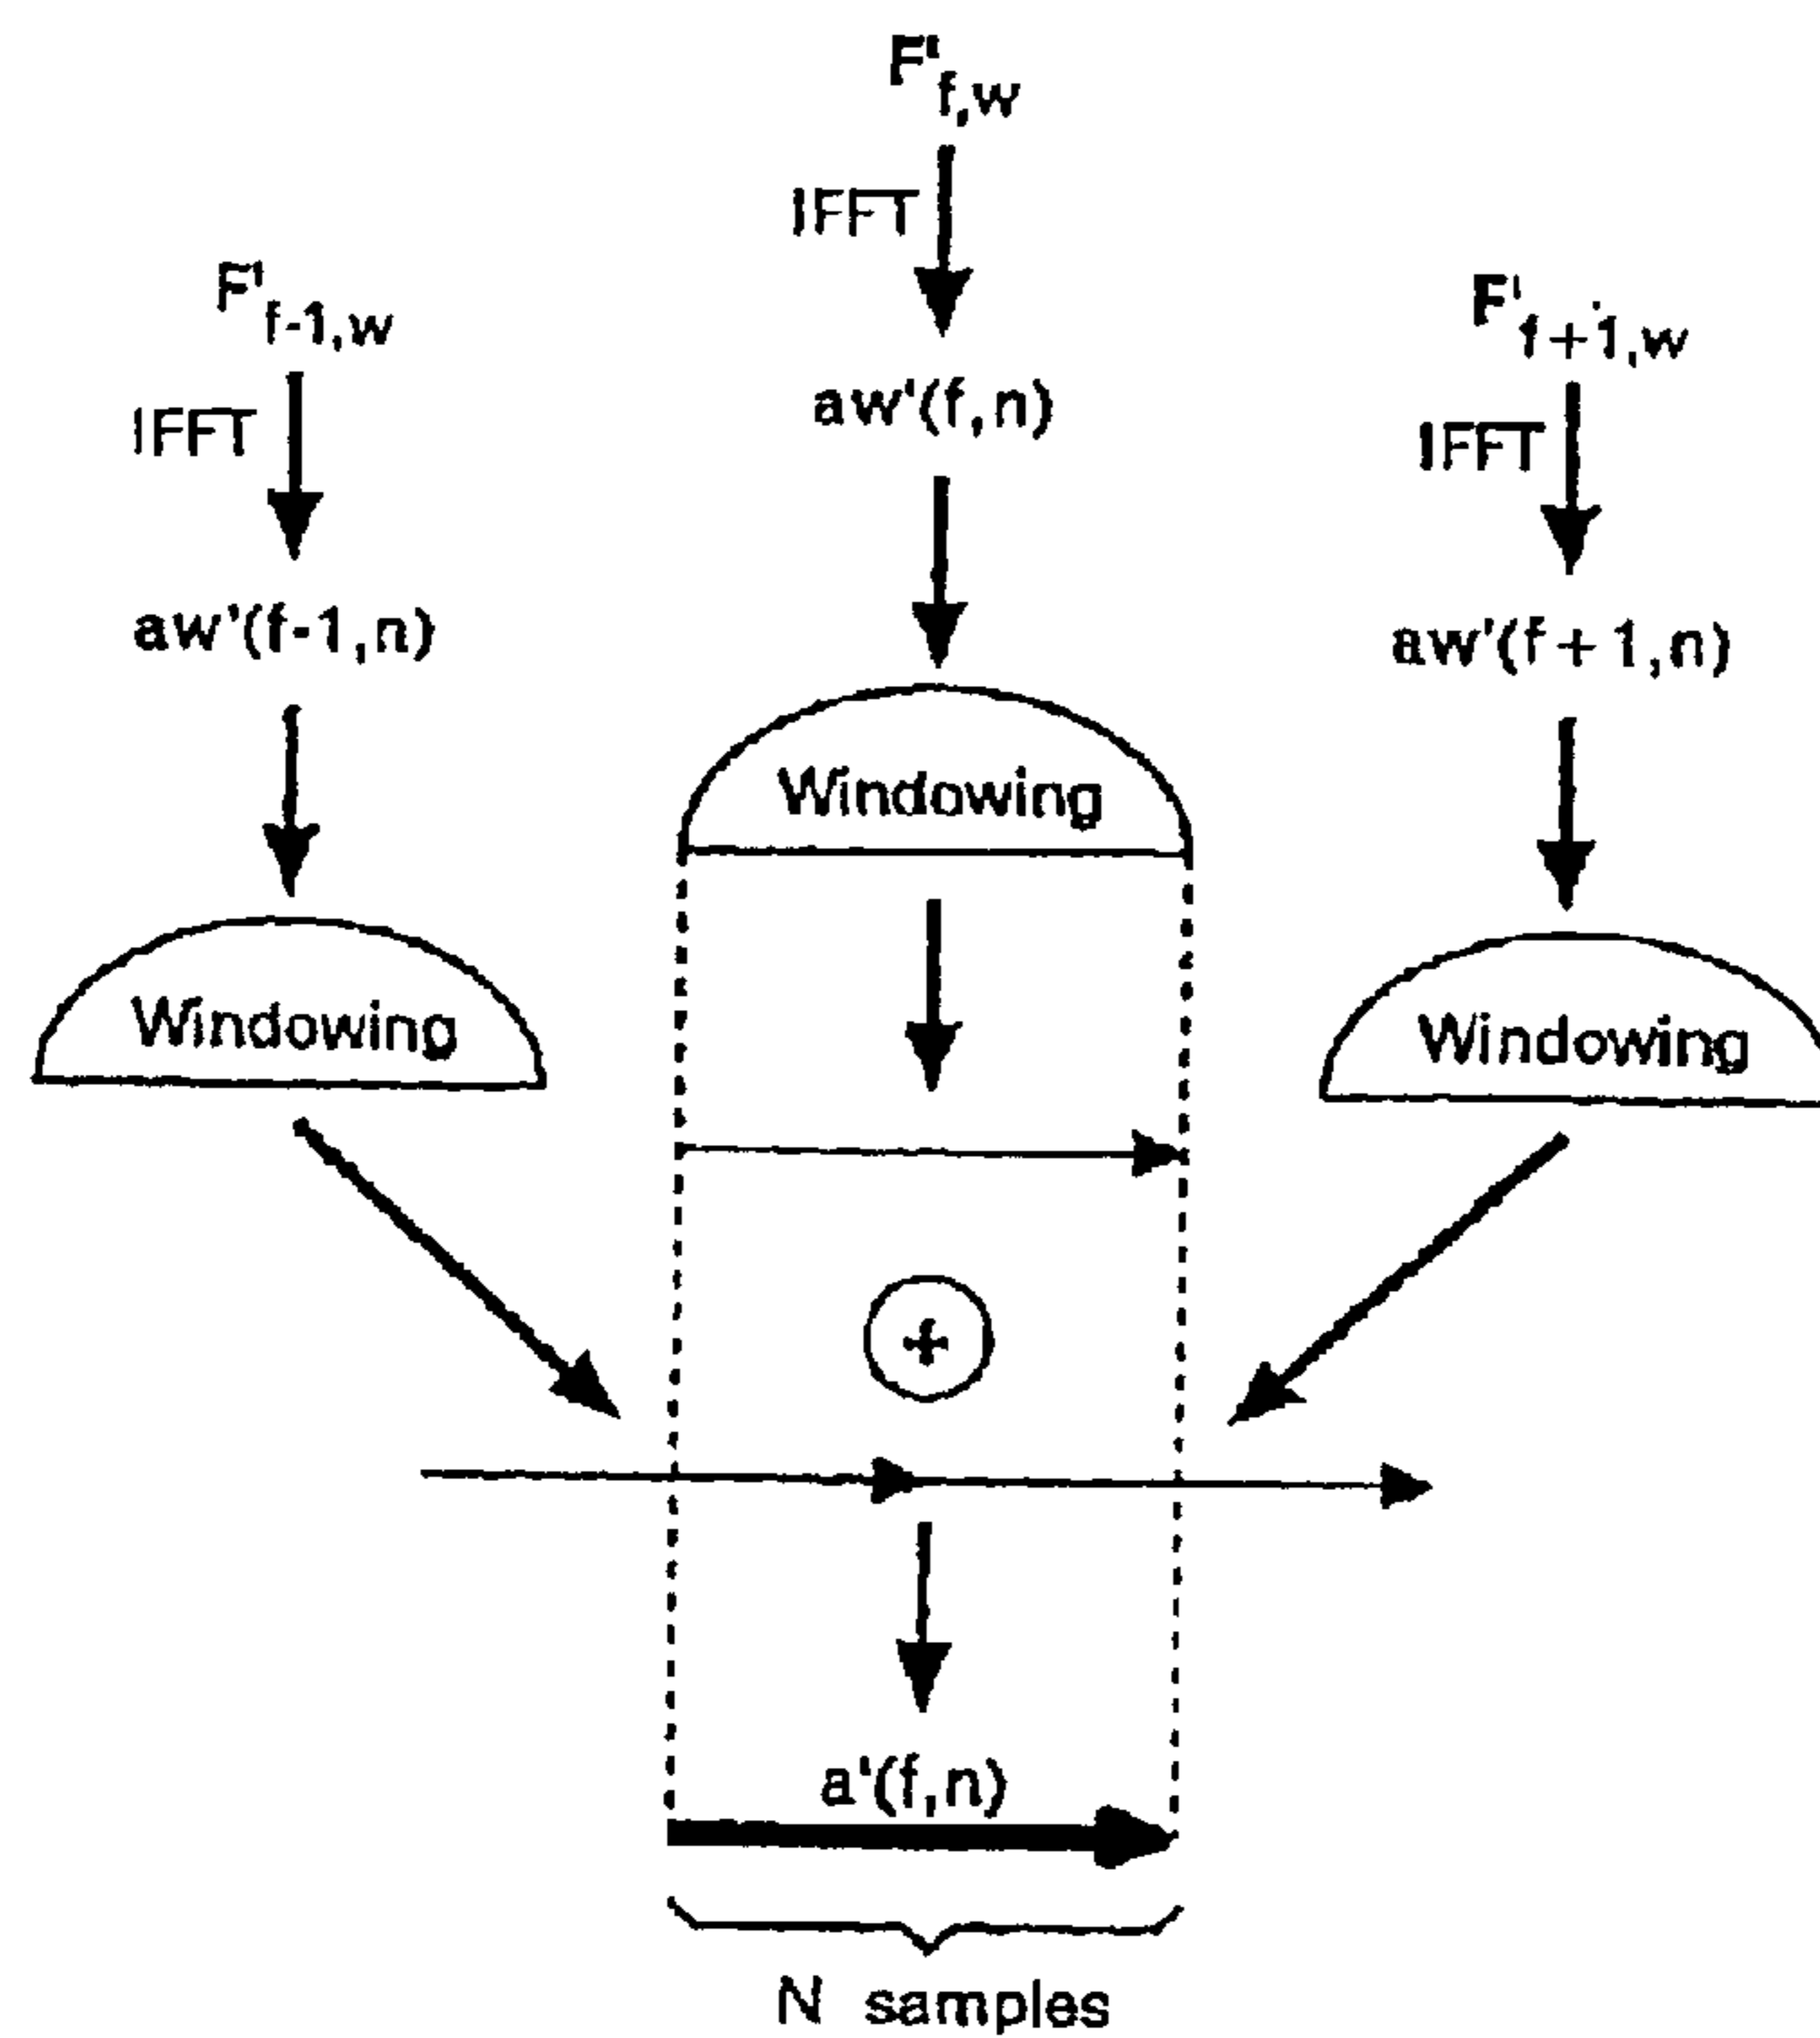 F'f,w
IFFT
F'f-1,w
F'f+1,w
aw'(f,n)
IFFT
IFFT
aw'(f-1,n)
aw'(f+1,n)
Windowing
Windowing
Windowing
+
a'(f,n)
N samples